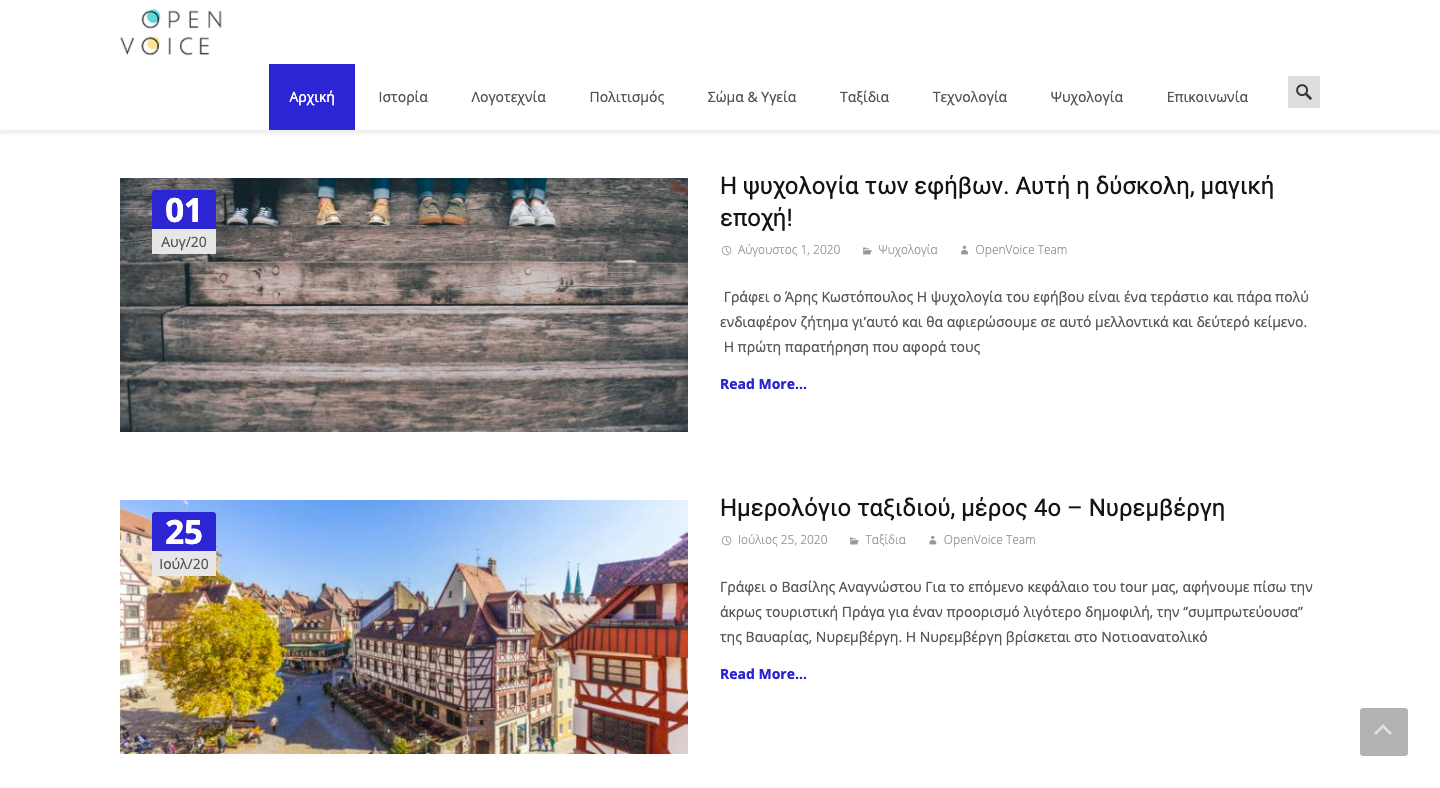 OPEN
VOICE
Αρχική
Ιστορία
Λογοτεχνία
Πολιτισμός
Σώμα & Υγεία
Ταξίδια
Τεχνολογία
Ψυχολογία
Επικοινωνία
01
Αυγ/20
Η ψυχολογία των εφήβων. Αυτή η δύσκολη, μαγική
εποχή!
Αύγουστος 1, 2020 Ψυχολογία OpenVoice Team
Γράφει ο Άρης Κωστόπουλος Η ψυχολογία του εφήβου είναι ένα τεράστιο και πάρα πολύ
ενδιαφέρον ζήτημα γι’αυτό και θα αφιερώσουμε σε αυτό μελλοντικά και δεύτερό κείμενο.
Η πρώτη παρατήρηση που αφορά τους
Read More...
25
Ιούλ/20
Ημερολόγιο ταξιδιού, μέρος 4ο – Νυρεμβέργη
Ιούλιος 25, 2020 Ταξίδια OpenVoice Team
Γράφει ο Βασίλης Αναγνώστου Για το επόμενο κεφάλαιο του tour μας, αφήνουμε πίσω την
άκρως τουριστική Πράγα για έναν προορισμό λιγότερο δημοφιλή, την ‘’συμπρωτεύουσα’’
της Βαυαρίας, Νυρεμβέργη. Η Νυρεμβέργη βρίσκεται στο Νοτιοανατολικό
Read More...